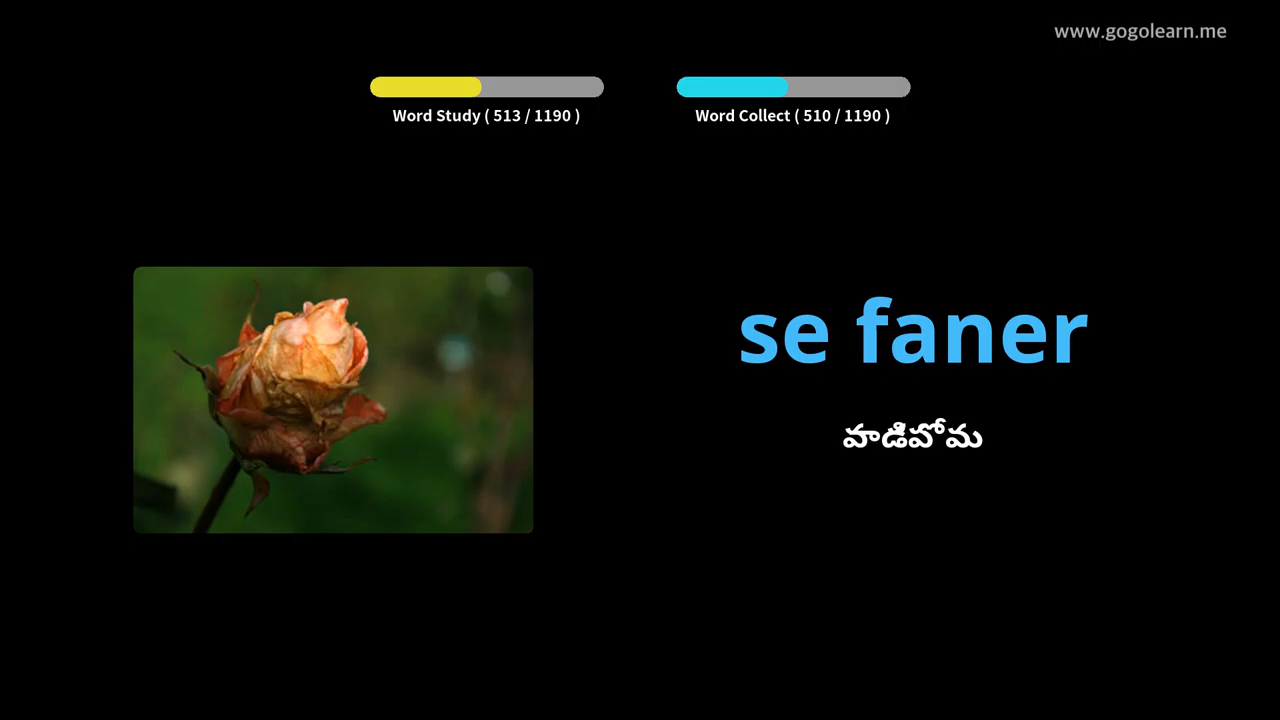 www.gogolearn.me
Word Study ( 513 / 1190 )
Word Collect ( 510 / 1190 )
se faner
వాడిపోవు